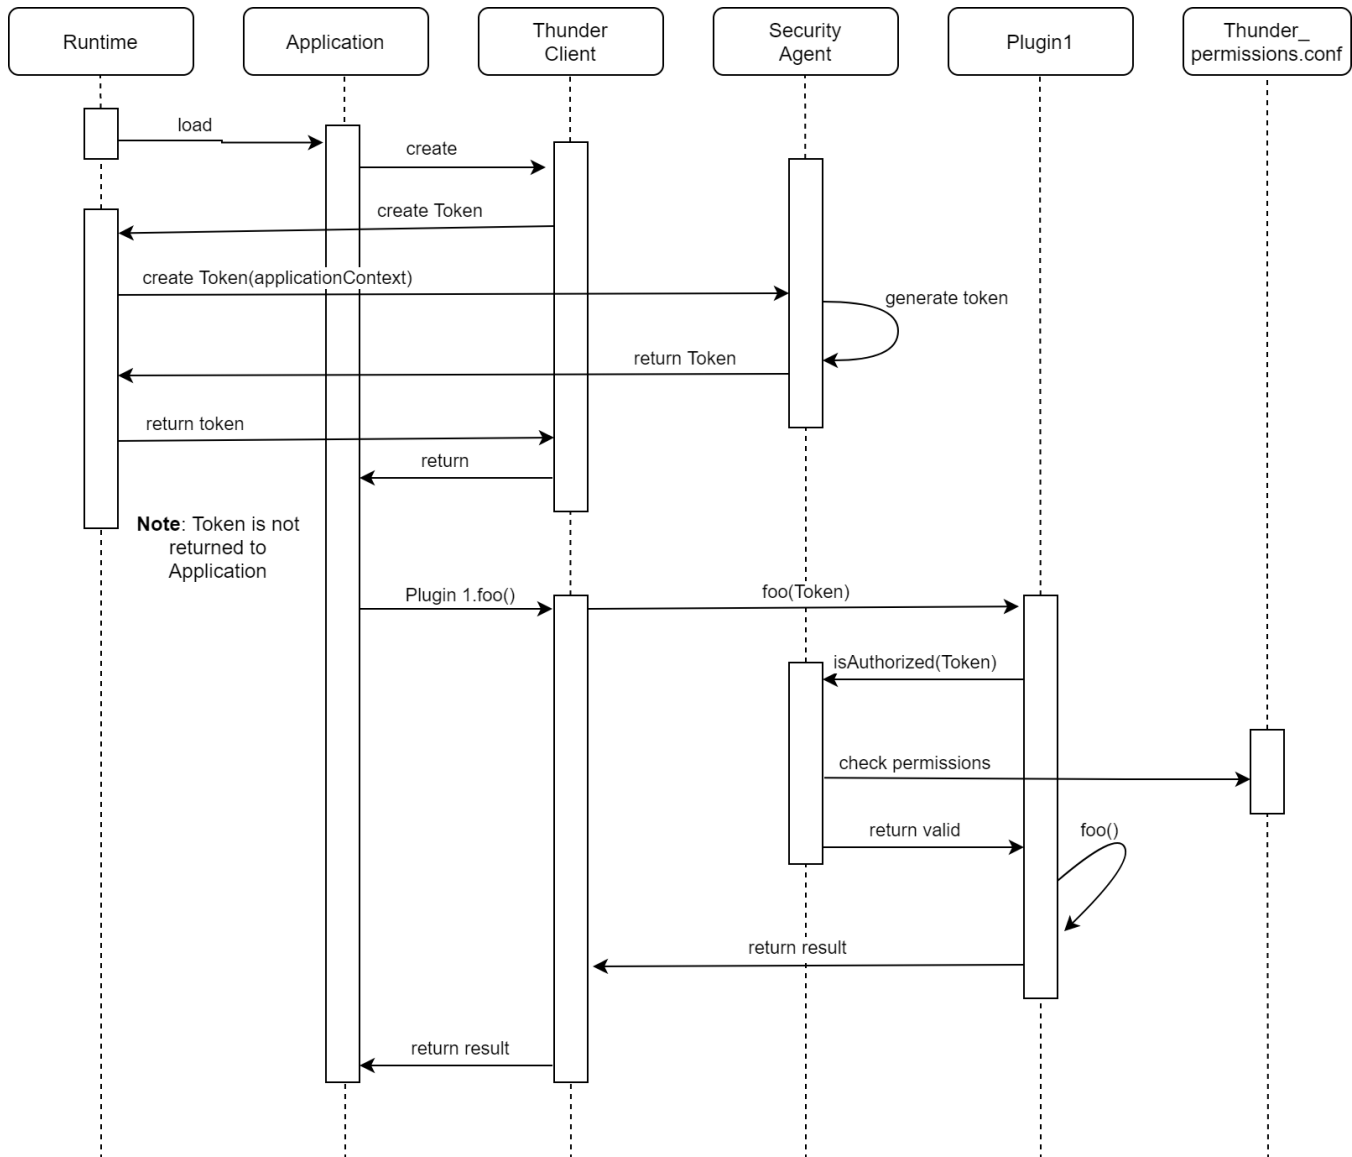 Runtime
Application
Thunder
Client
Security
Agent
Plugin1
Thunder_
permissions.conf
load
create
create Token
create Token(applicationContext)
generate token
return Token
return token
return
Note: Token is not
returned to
Application
Plugin 1.foo()
foo(Token)
isAuthorized(Token)
check permissions
return valid
foo()
return result
return result